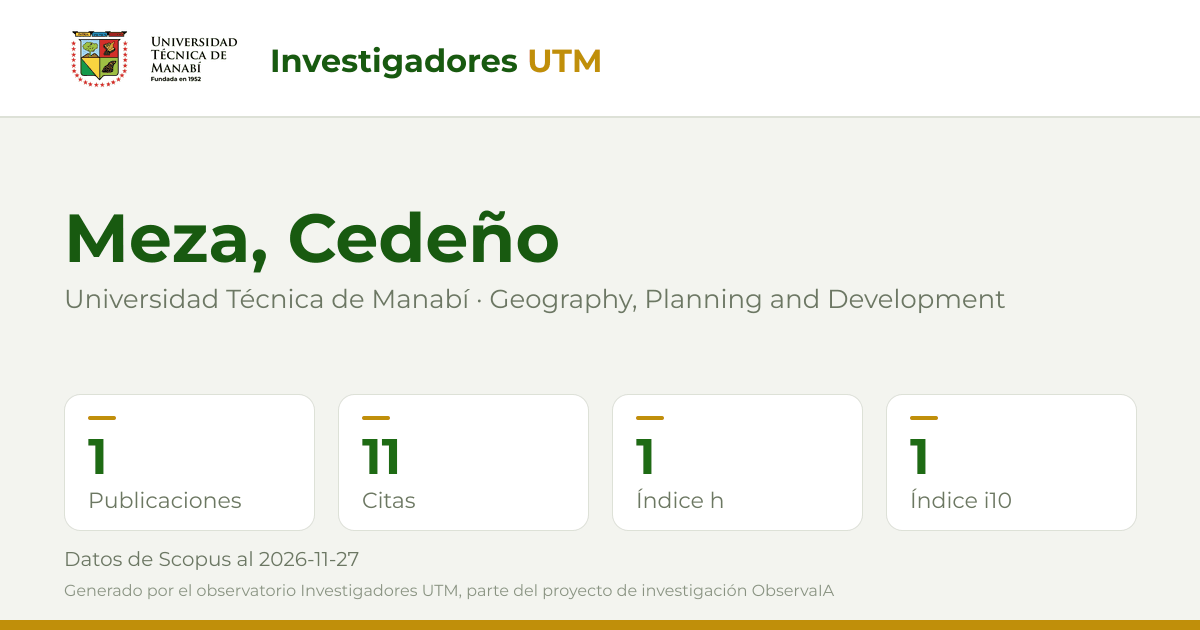 UNIVERSIDAD
TÉCNICA DE
MANABÍ
Fundada en 1952
Investigadores UTM
Meza, Cedeño
Universidad Técnica de Manabí · Geography, Planning and Development
1
Publicaciones
11
Citas
1
Índice h
1
Índice i10
Datos de Scopus al 2026-11-27
Generado por el observatorio Investigadores UTM, parte del proyecto de investigación ObservaIA